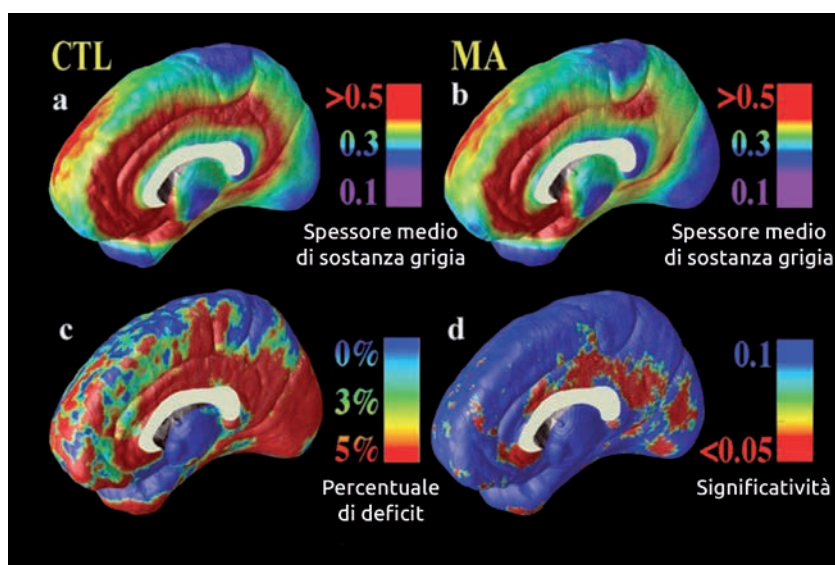 CTL
MA
a
>0.5
0.3
0.1
Spessore medio
di sostanza grigia
b
>0.5
0.3
0.1
Spessore medio
di sostanza grigia
c
0%
3%
5%
Percentuale
di deficit
d
0.1
<0.05
Significatività